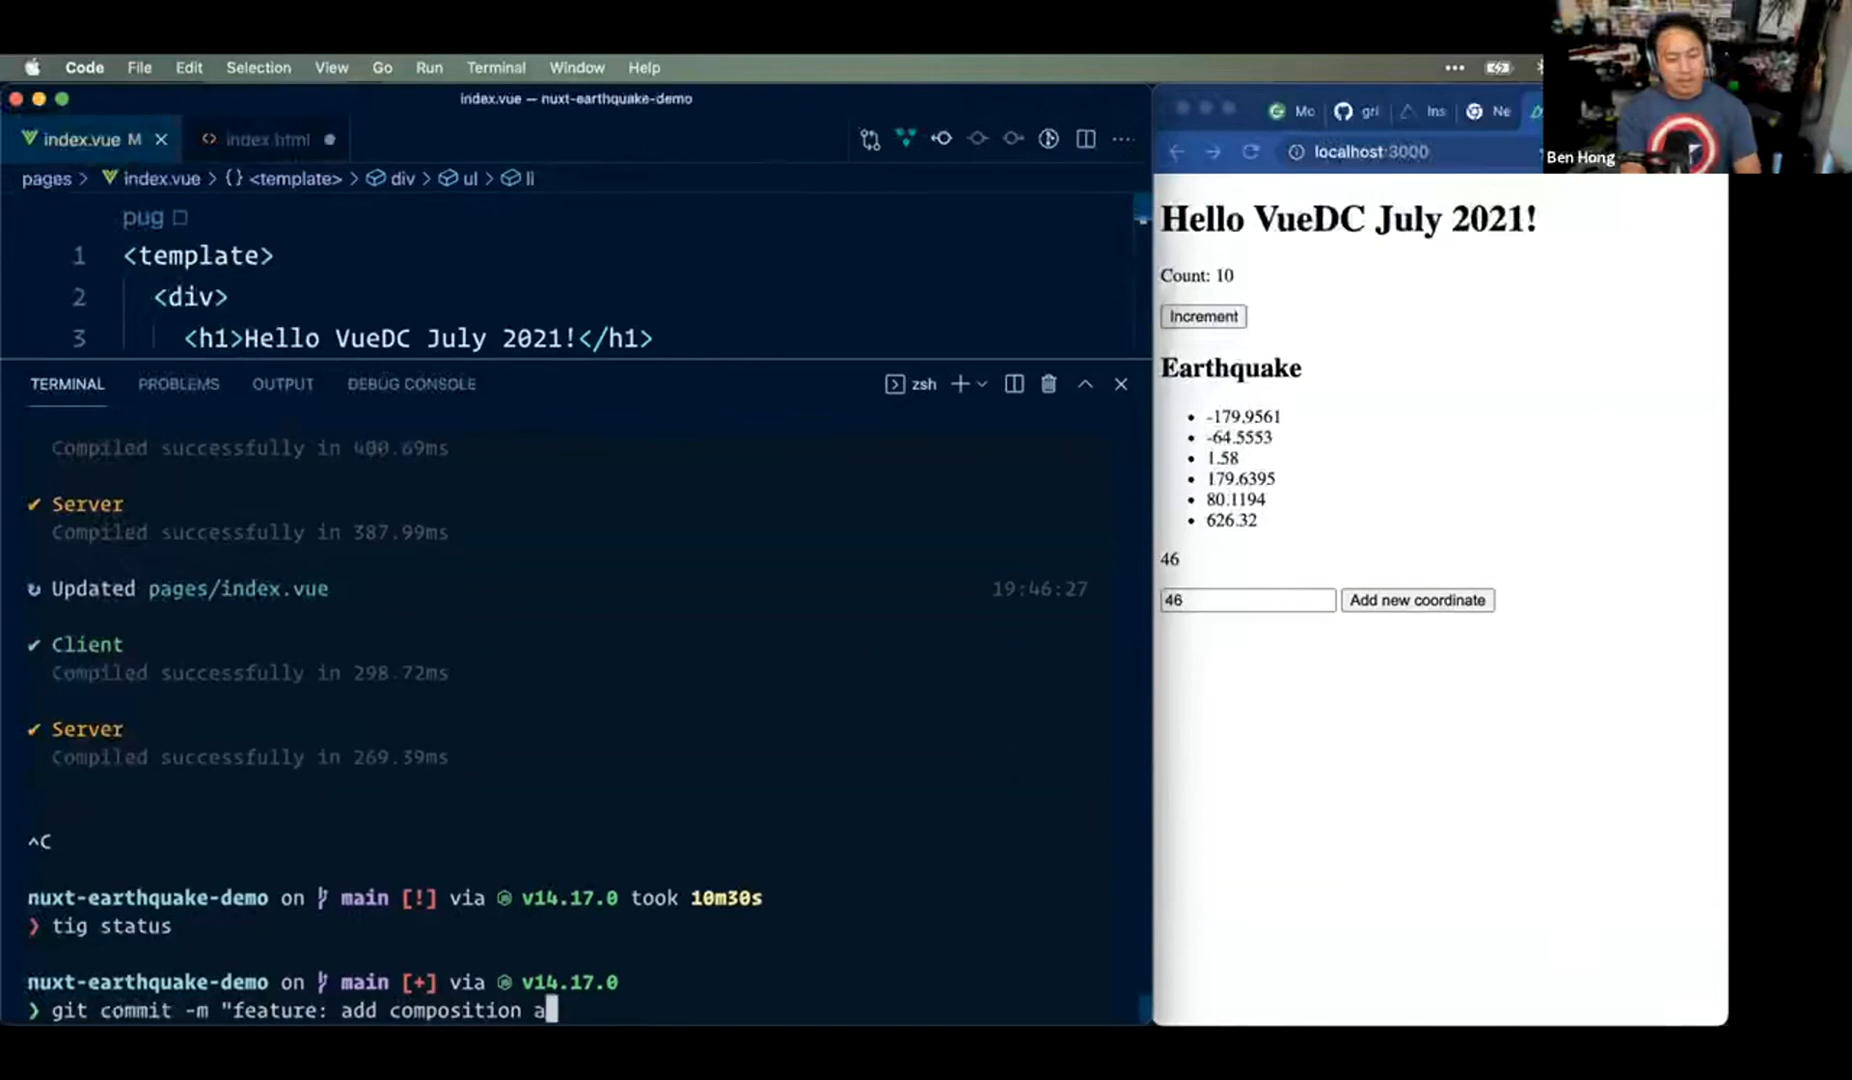 Code File Edit Selection View Go Run Terminal Window Help
index.vue — nuxt-earthquake-demo
index.vue M
index.html
pages > index.vue > {} <template> > div > ul > li
pug
1 <template>
2 <div>
3 <h1>Hello VueDC July 2021!</h1>
TERMINAL PROBLEMS OUTPUT DEBUG CONSOLE
zsh
Compiled successfully in 400.69ms
✔ Server
Compiled successfully in 387.99ms
↻ Updated pages/index.vue 19:46:27
✔ Client
Compiled successfully in 298.72ms
✔ Server
Compiled successfully in 269.39ms
^C
nuxt-earthquake-demo on main [!] via v14.17.0 took 10m30s
❯ tig status
nuxt-earthquake-demo on main [+] via v14.17.0
❯ git commit -m "feature: add composition a
Mo gri Ins Ne
localhost:3000
Ben Hong
Hello VueDC July 2021!
Count: 10
Increment
Earthquake
• -179.9561
• -64.5553
• 1.58
• 179.6395
• 80.1194
• 626.32
46
46 Add new coordinate